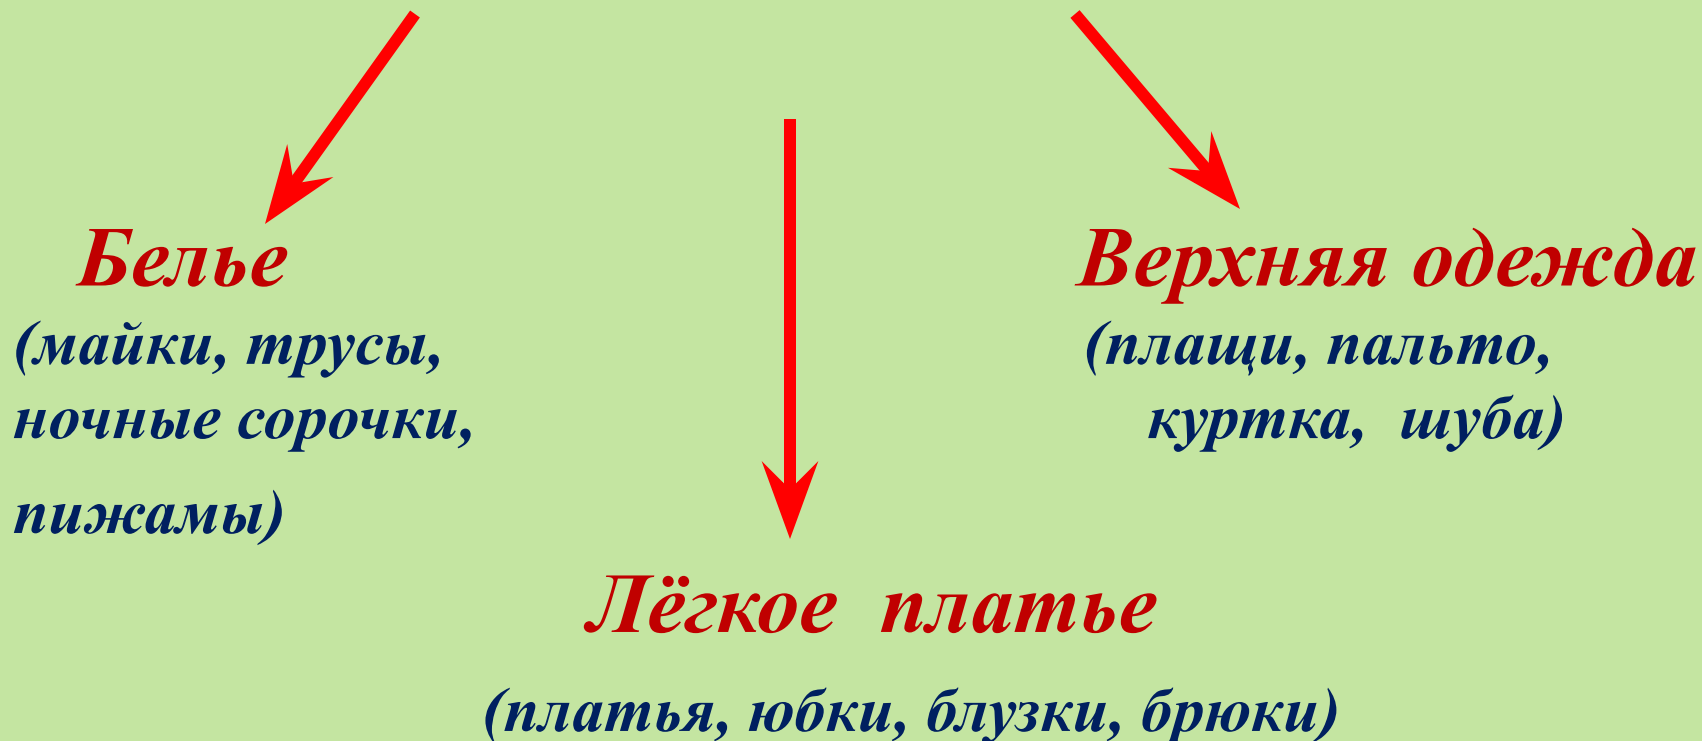 Белье
(майки, трусы,
ночные сорочки,
пижамы)
Верхняя одежда
(плащи, пальто,
куртка, шуба)
Лёгкое платье
(платья, юбки, блузки, брюки)